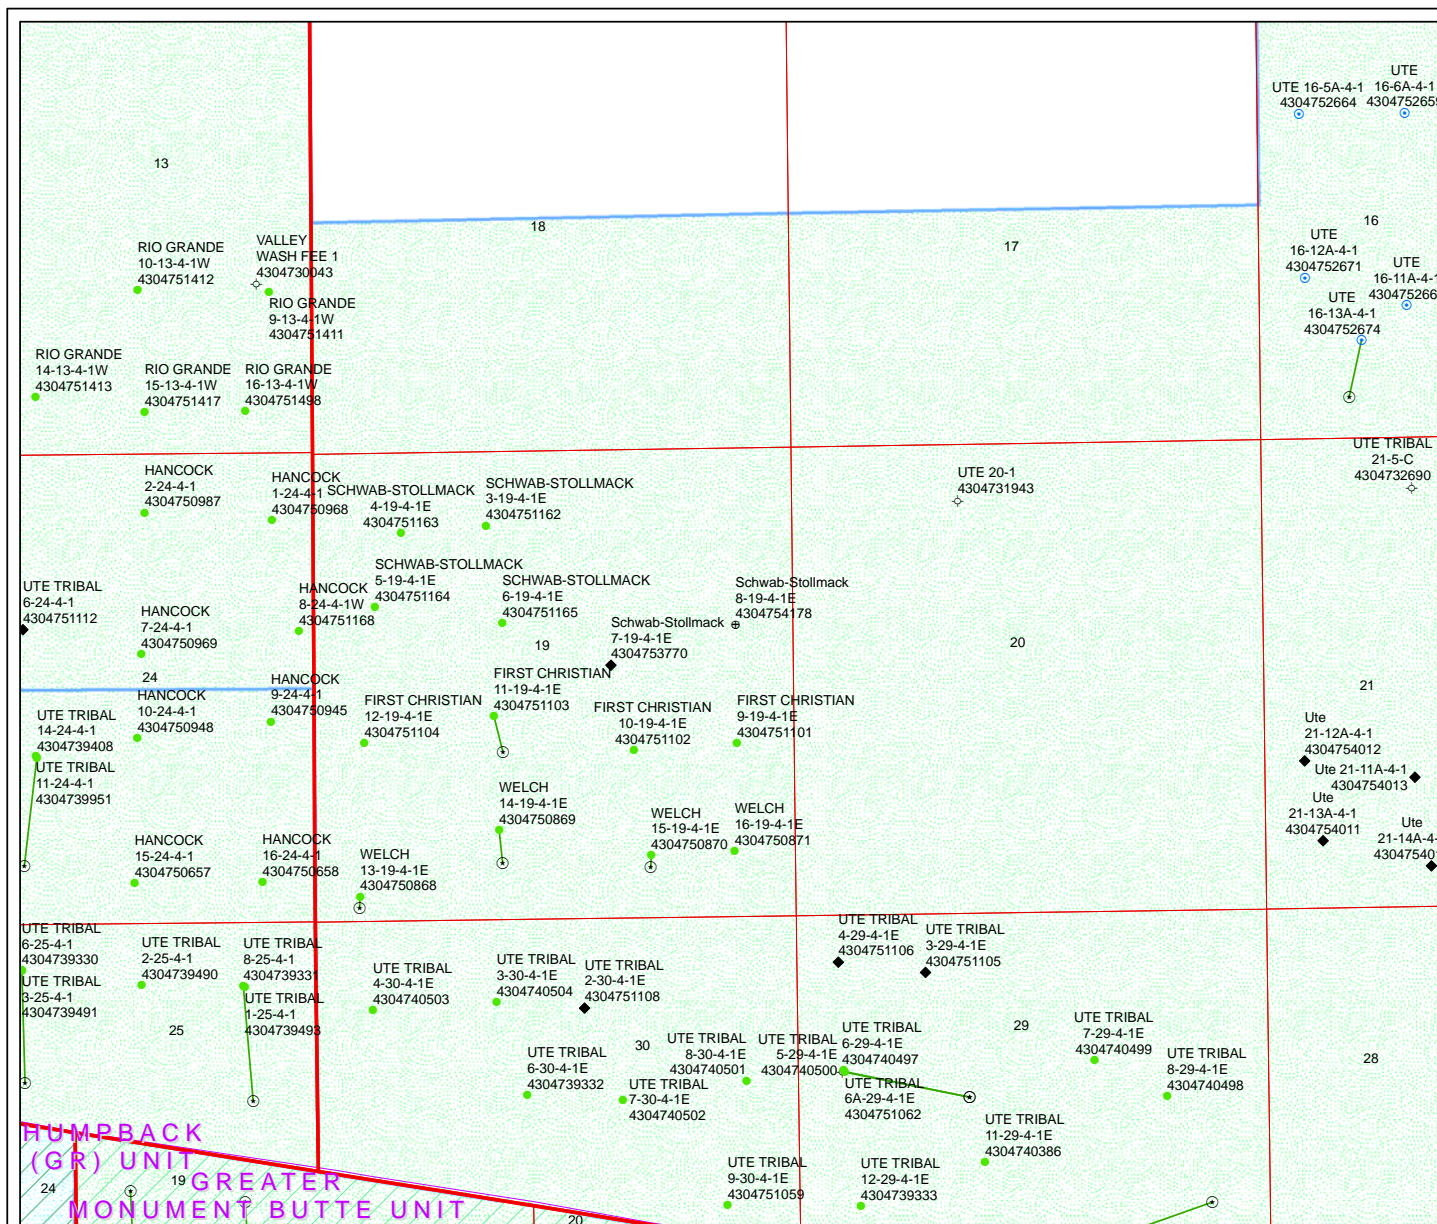 UTE 16-5A-4-1
4304752664
UTE
16-6A-4-1
4304752659
13
18
17
16
RIO GRANDE
10-13-4-1W
4304751412
VALLEY
WASH FEE 1
4304730043
RIO GRANDE
9-13-4-1W
4304751411
UTE
16-12A-4-1
4304752671
UTE
16-11A-4-1
430475266
UTE
16-13A-4-1
4304752674
RIO GRANDE
14-13-4-1W
4304751413
RIO GRANDE
15-13-4-1W
4304751417
RIO GRANDE
16-13-4-1W
4304751498
HANCOCK
2-24-4-1
4304750987
HANCOCK
1-24-4-1
4304750968
SCHWAB-STOLLMACK
4-19-4-1E
4304751163
SCHWAB-STOLLMACK
3-19-4-1E
4304751162
UTE 20-1
4304731943
UTE TRIBAL
21-5-C
4304732690
UTE TRIBAL
6-24-4-1
4304751112
HANCOCK
7-24-4-1
4304750969
HANCOCK
8-24-4-1W
4304751168
SCHWAB-STOLLMACK
5-19-4-1E
4304751164
SCHWAB-STOLLMACK
6-19-4-1E
4304751165
Schwab-Stollmack
7-19-4-1E
4304753770
Schwab-Stollmack
8-19-4-1E
4304754178
19
20
21
24
HANCOCK
10-24-4-1
4304750948
HANCOCK
9-24-4-1
4304750945
UTE TRIBAL
14-24-4-1
4304739408
UTE TRIBAL
11-24-4-1
4304739951
FIRST CHRISTIAN
12-19-4-1E
4304751104
FIRST CHRISTIAN
11-19-4-1E
4304751103
FIRST CHRISTIAN
10-19-4-1E
4304751102
FIRST CHRISTIAN
9-19-4-1E
4304751101
Ute
21-12A-4-1
4304754012
Ute 21-11A-4-1
4304754013
Ute
21-13A-4-1
4304754011
Ute
21-14A-4-
430475401
HANCOCK
15-24-4-1
4304750657
HANCOCK
16-24-4-1
4304750658
WELCH
13-19-4-1E
4304750868
WELCH
14-19-4-1E
4304750869
WELCH
15-19-4-1E
4304750870
WELCH
16-19-4-1E
4304750871
UTE TRIBAL
6-25-4-1
4304739330
UTE TRIBAL
3-25-4-1
4304739491
UTE TRIBAL
2-25-4-1
4304739490
UTE TRIBAL
8-25-4-1
4304739331
UTE TRIBAL
1-25-4-1
4304739493
25
UTE TRIBAL
4-30-4-1E
4304740503
UTE TRIBAL
3-30-4-1E
4304740504
UTE TRIBAL
2-30-4-1E
4304751108
UTE TRIBAL
4-29-4-1E
4304751106
UTE TRIBAL
3-29-4-1E
4304751105
30
29
28
UTE TRIBAL
6-30-4-1E
4304739332
UTE TRIBAL
7-30-4-1E
4304740502
UTE TRIBAL
8-30-4-1E
4304740501
UTE TRIBAL
5-29-4-1E
4304740500
UTE TRIBAL
6-29-4-1E
4304740497
UTE TRIBAL
6A-29-4-1E
4304751062
UTE TRIBAL
7-29-4-1E
4304740499
UTE TRIBAL
8-29-4-1E
4304740498
UTE TRIBAL
11-29-4-1E
4304740386
UTE TRIBAL
9-30-4-1E
4304751059
UTE TRIBAL
12-29-4-1E
4304739333
HUMPBACK
(GR) UNIT
24
19
GREATER
MONUMENT BUTTE UNIT
20